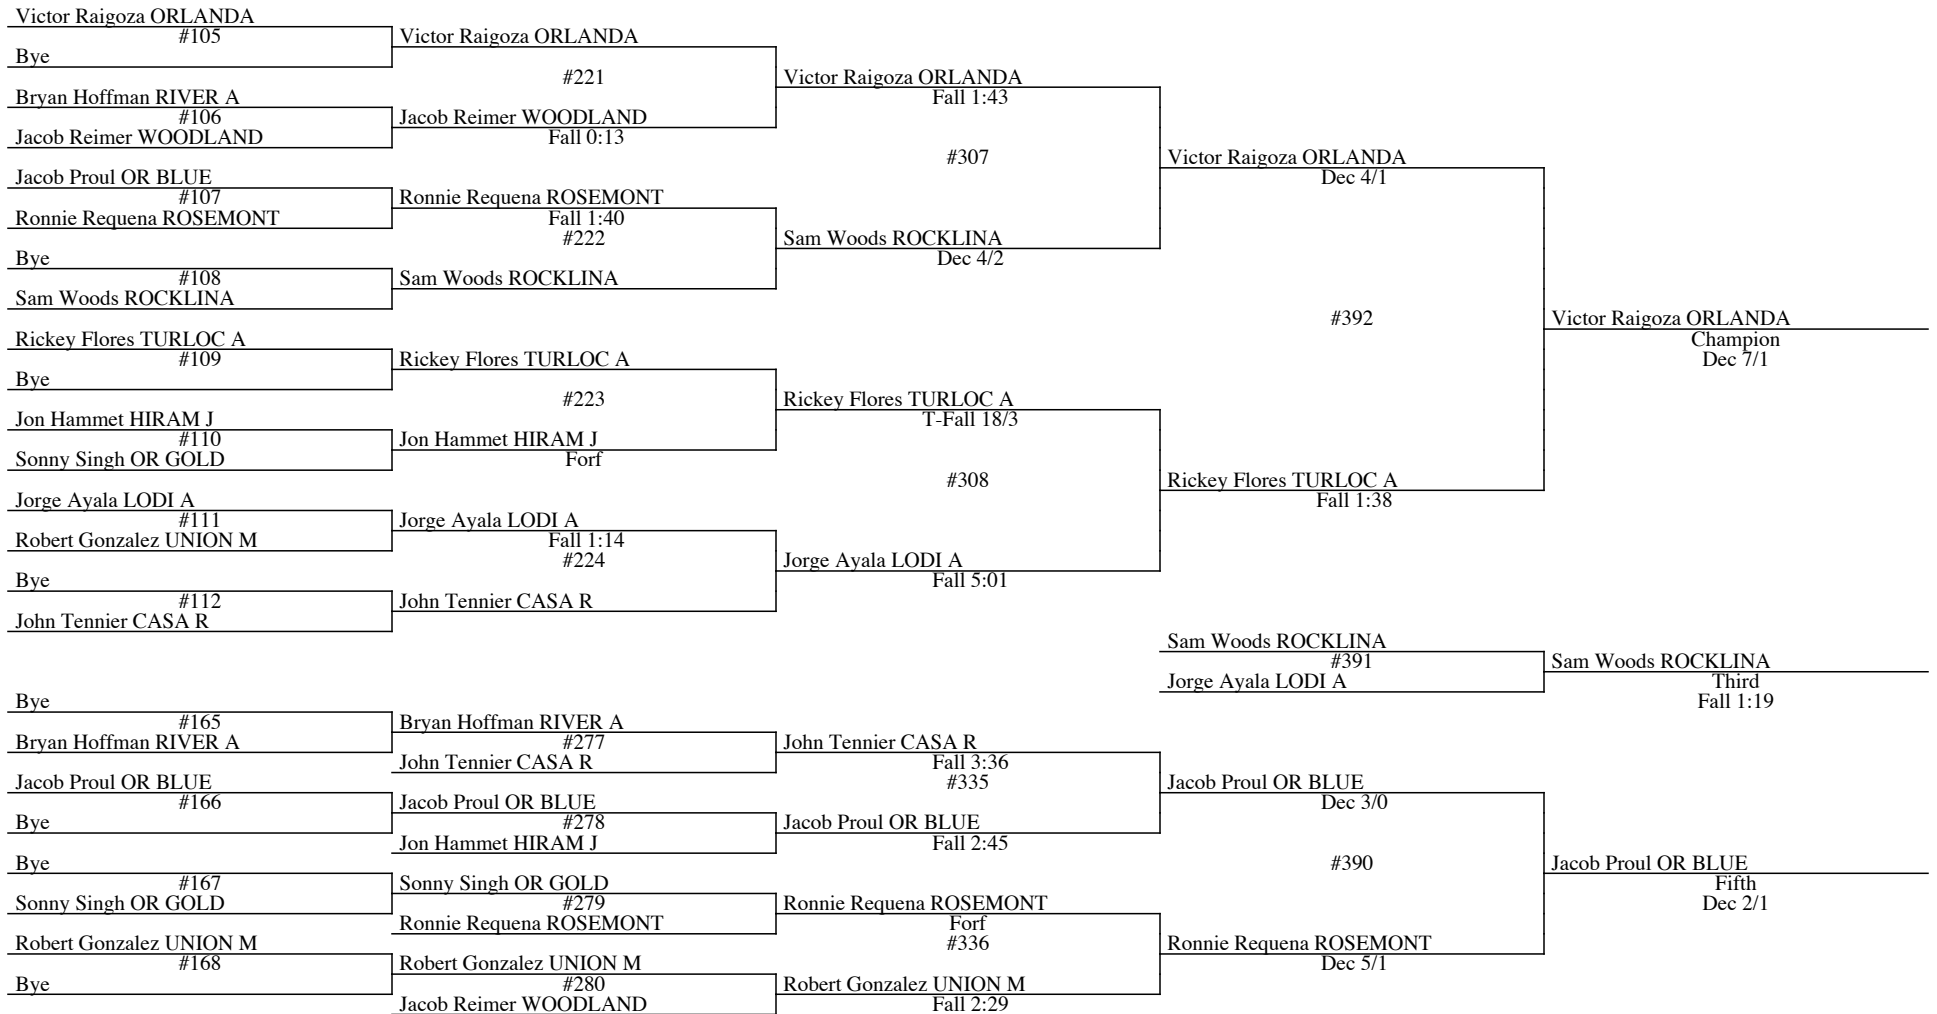 Victor Raigoza ORLANDA
#105
Bye
Bryan Hoffman RIVER A
#106
Jacob Reimer WOODLAND
Jacob Proul OR BLUE
#107
Ronnie Requena ROSEMONT
Bye
#108
Sam Woods ROCKLINA
Rickey Flores TURLOC A
#109
Bye
Jon Hammet HIRAM J
#110
Sonny Singh OR GOLD
Jorge Ayala LODI A
#111
Robert Gonzalez UNION M
Bye
#112
John Tennier CASA R
Victor Raigoza ORLANDA
#221
Jacob Reimer WOODLAND
Fall 0:13
Ronnie Requena ROSEMONT
Fall 1:40
#222
Sam Woods ROCKLINA
Rickey Flores TURLOC A
#223
Jon Hammet HIRAM J
Forf
Jorge Ayala LODI A
Fall 1:14
#224
John Tennier CASA R
Victor Raigoza ORLANDA
Fall 1:43
#307
Sam Woods ROCKLINA
Dec 4/2
Rickey Flores TURLOC A
T-Fall 18/3
#308
Jorge Ayala LODI A
Fall 5:01
Victor Raigoza ORLANDA
Dec 4/1
#392
Rickey Flores TURLOC A
Fall 1:38
Victor Raigoza ORLANDA
Champion
Dec 7/1
Sam Woods ROCKLINA
#391
Jorge Ayala LODI A
Sam Woods ROCKLINA
Third
Fall 1:19
Bye
#165
Bryan Hoffman RIVER A
Jacob Proul OR BLUE
#166
Bye
Bye
#167
Sonny Singh OR GOLD
Robert Gonzalez UNION M
#168
Bye
Bryan Hoffman RIVER A
#277
John Tennier CASA R
Jacob Proul OR BLUE
#278
Jon Hammet HIRAM J
Sonny Singh OR GOLD
#279
Ronnie Requena ROSEMONT
Robert Gonzalez UNION M
#280
Jacob Reimer WOODLAND
John Tennier CASA R
Fall 3:36
#335
Jacob Proul OR BLUE
Fall 2:45
Ronnie Requena ROSEMONT
Forf
#336
Robert Gonzalez UNION M
Fall 2:29
Jacob Proul OR BLUE
Dec 3/0
#390
Ronnie Requena ROSEMONT
Dec 5/1
Jacob Proul OR BLUE
Fifth
Dec 2/1